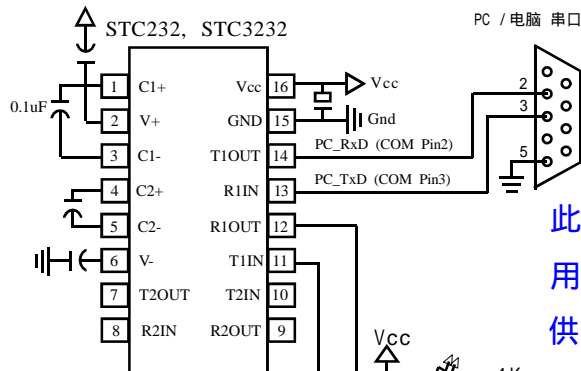 STC232, STC3232
PC / 电脑 串口
1 C1+ Vcc 16 Vcc
0.1uF
2 V+ GND 15 Gnd
3 C1- T1OUT 14 PC_RxD (COM Pin2)
4 C2+ R1IN 13 PC_TxD (COM Pin3)
5 C2- R1OUT 12
6 V- T1IN 11
7 T2OUT T2IN 10
8 R2IN R2OUT 9
2
3
5
此
用
供
Vcc